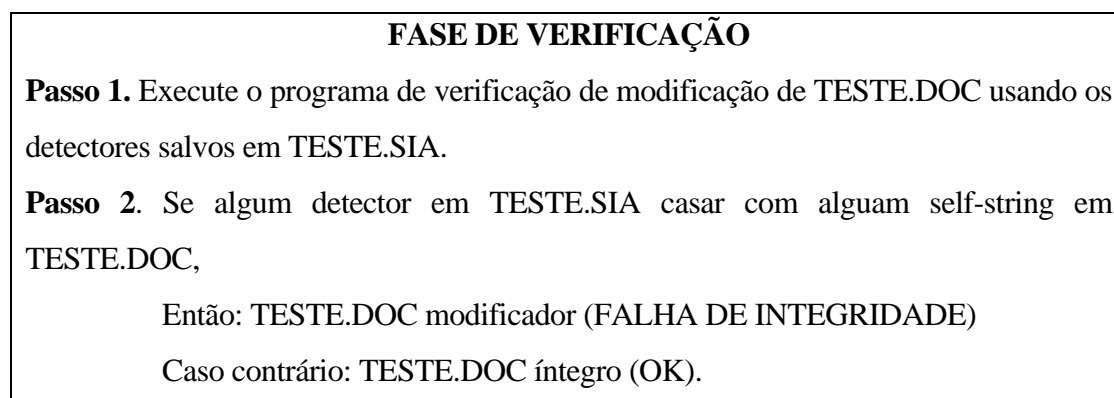 FASE DE VERIFICAÇÃO
Passo 1. Execute o programa de verificação de modificação de TESTE.DOC usando os
detectores salvos em TESTE.SIA.
Passo 2. Se algum detector em TESTE.SIA casar com alguam self-string em
TESTE.DOC,
Então: TESTE.DOC modificador (FALHA DE INTEGRIDADE)
Caso contrário: TESTE.DOC íntegro (OK).